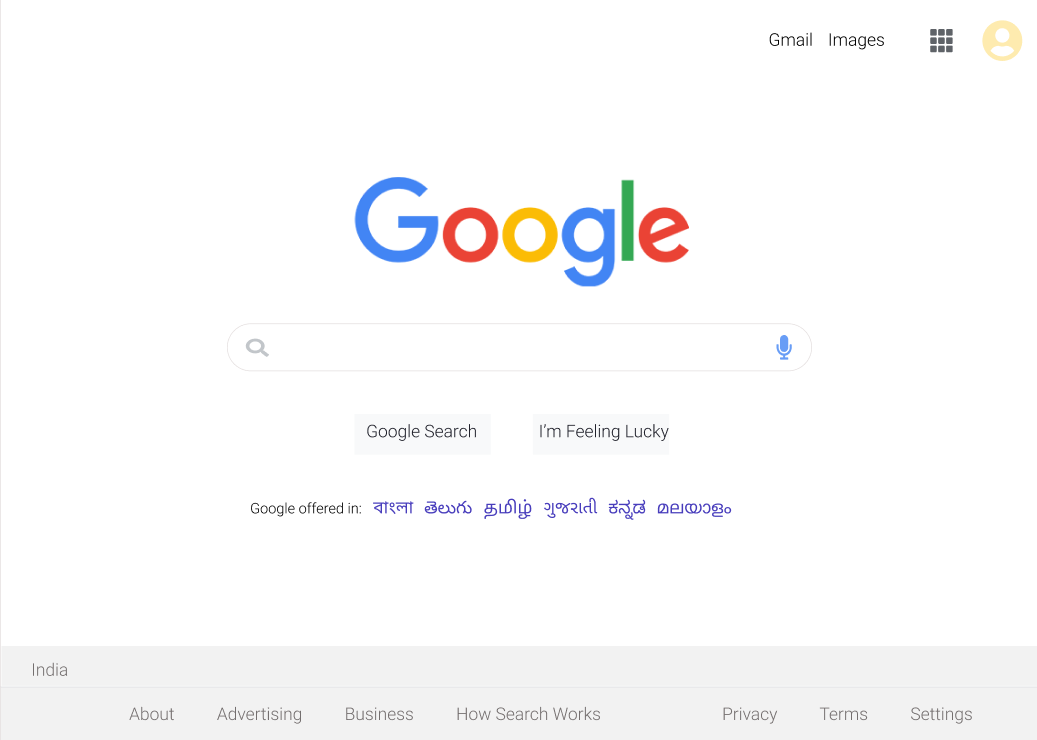 Gmail Images
Google
Google Search I'm Feeling Lucky
Google offered in: বাংলা తెలుగు தமிழ் ગુજરાતી ಕನ್ನಡ മലയാളം
India
About Advertising Business How Search Works Privacy Terms Settings